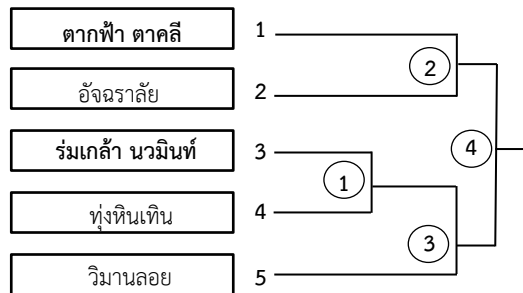 ตากฟ้า ตาคลี 1
2
อัจฉราลัย 2
ร่มเกล้า นวมินท์ 3
4
1
ทุ่งหินเทิน 4
3
วิมานลอย 5